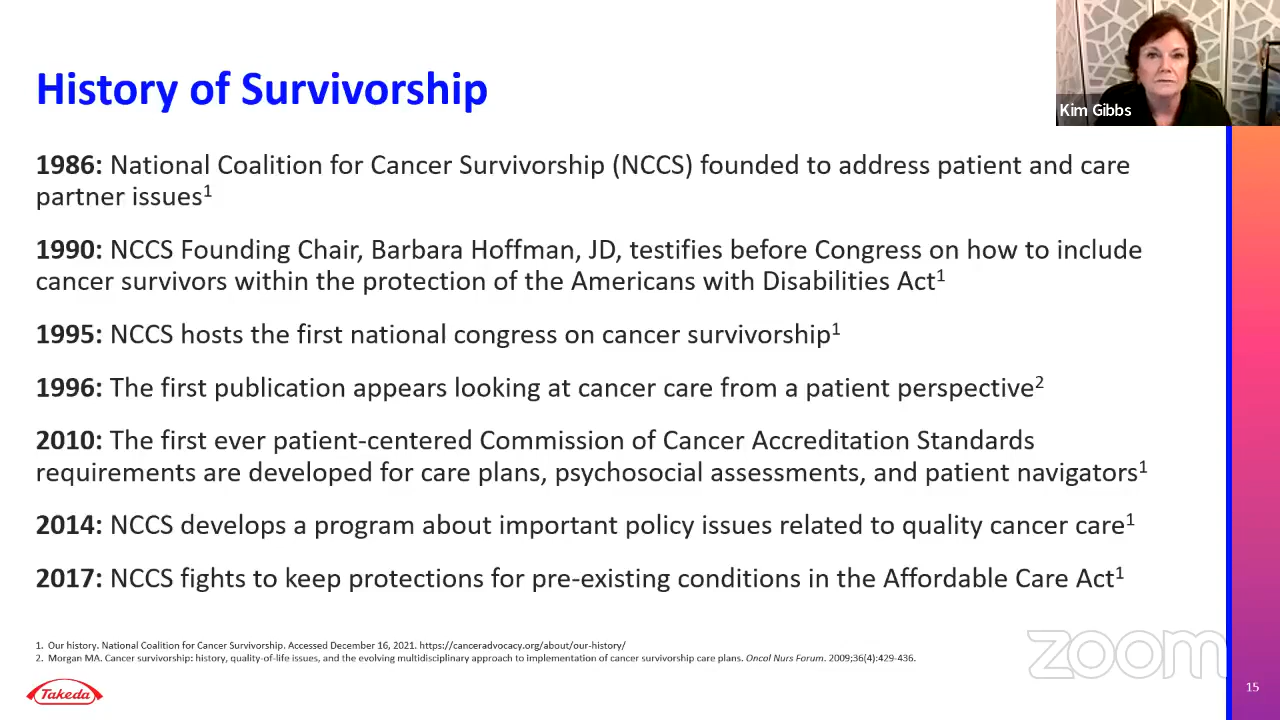 History of Survivorship
Kim Gibbs
1986: National Coalition for Cancer Survivorship (NCCS) founded to address patient and care
partner issues1
1990: NCCS Founding Chair, Barbara Hoffman, JD, testifies before Congress on how to include
cancer survivors within the protection of the Americans with Disabilities Act1
1995: NCCS hosts the first national congress on cancer survivorship1
1996: The first publication appears looking at cancer care from a patient perspective2
2010: The first ever patient-centered Commission of Cancer Accreditation Standards
requirements are developed for care plans, psychosocial assessments, and patient navigators1
2014: NCCS develops a program about important policy issues related to quality cancer care1
2017: NCCS fights to keep protections for pre-existing conditions in the Affordable Care Act1
1. Our history. National Coalition for Cancer Survivorship. Accessed December 16, 2021. https://canceradvocacy.org/about/our-history/
2. Morgan MA. Cancer survivorship: history, quality-of-life issues, and the evolving multidisciplinary approach to implementation of cancer survivorship care plans. Oncol Nurs Forum. 2009;36(4):429-436.
zoom
Takeda
15